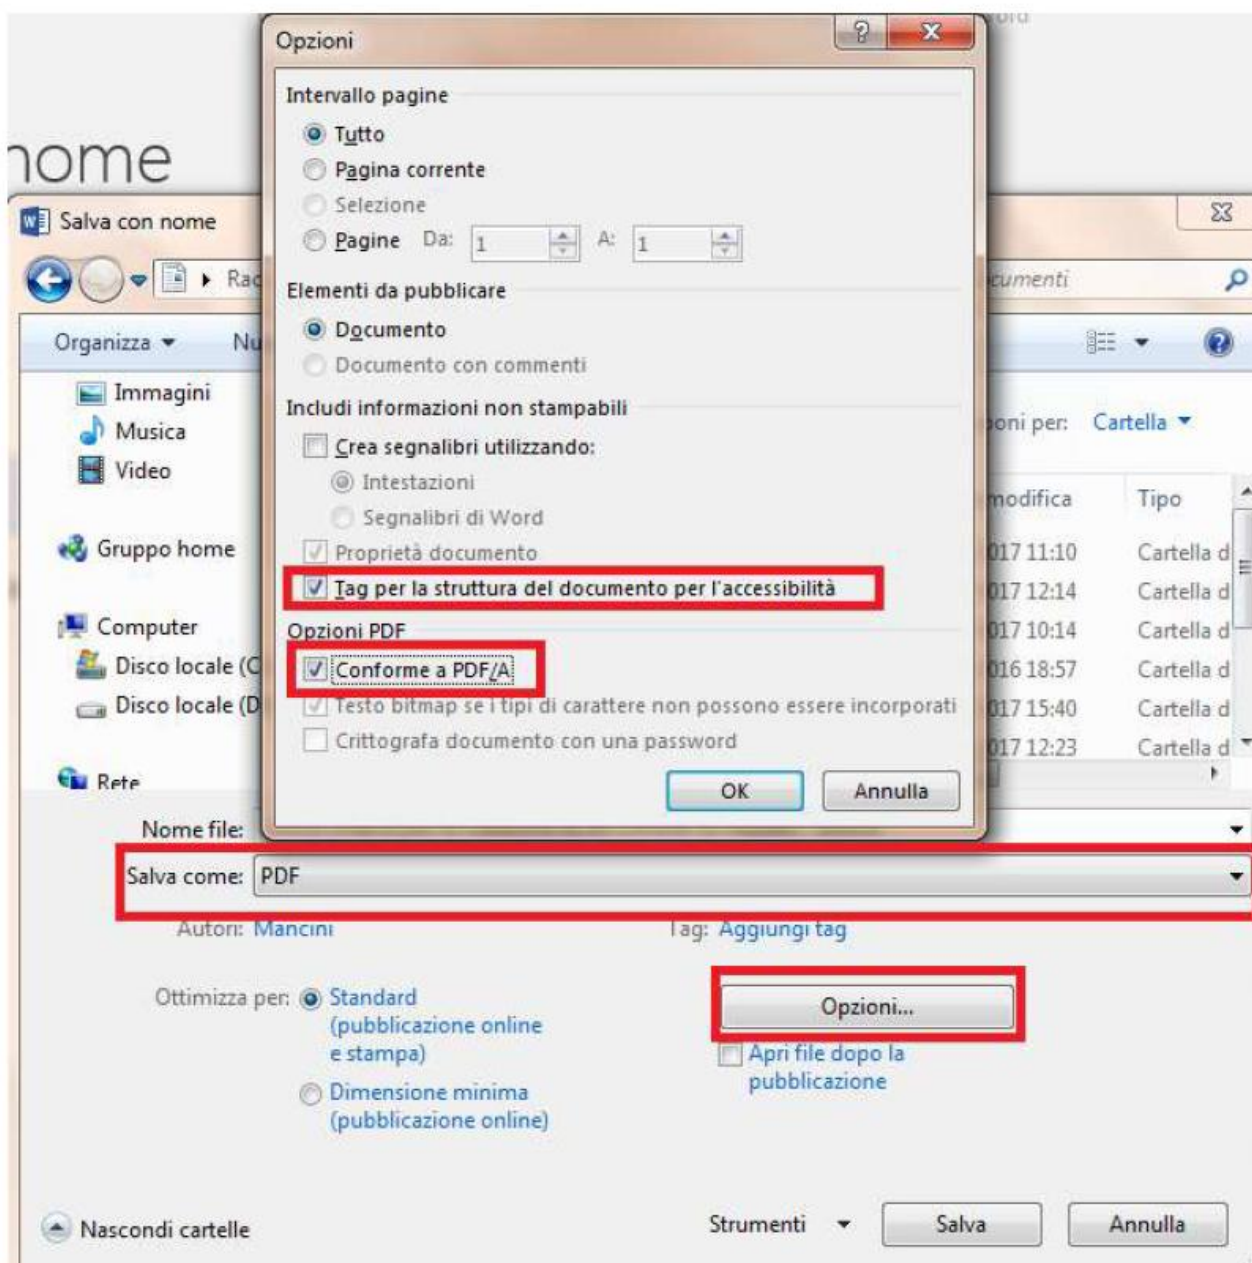 Opzioni
Intervallo pagine
Tutto
Pagina corrente
nome
Selezione
Salva con nome
Pagine Da: 1 A: 1
Elementi da pubblicare
Documento
Organizza
Documento con commenti
Immagini
Includi informazioni non stampabili
Musica
Cartella
Crea segnalibri utilizzando:
Video
Intestazioni
modifica Tipo
Segnalibri di Word
Gruppo home
Proprietà documento
017 11:10 Cartella d
Tag per la struttura del documento per l'accessibilità
017 12:14 Cartella d
Computer
Opzioni PDF
017 10:14 Cartella d
Disco locale (C
Conforme a PDF/A
016 18:57 Cartella d
Disco locale (D
Testo bitmap se i tipi di carattere non possono essere incorporati
017 15:40 Cartella d
Crittografa documento con una password
017 12:23 Cartella d
Rete
OK Annulla
Nome file:
Salva come: PDF
Autori: Mancini Tag: Aggiungi tag
Ottimizza per: Standard
(pubblicazione online
e stampa)
Opzioni...
Apri file dopo la
pubblicazione
Dimensione minima
(pubblicazione online)
Nascondi cartelle Strumenti Salva Annulla